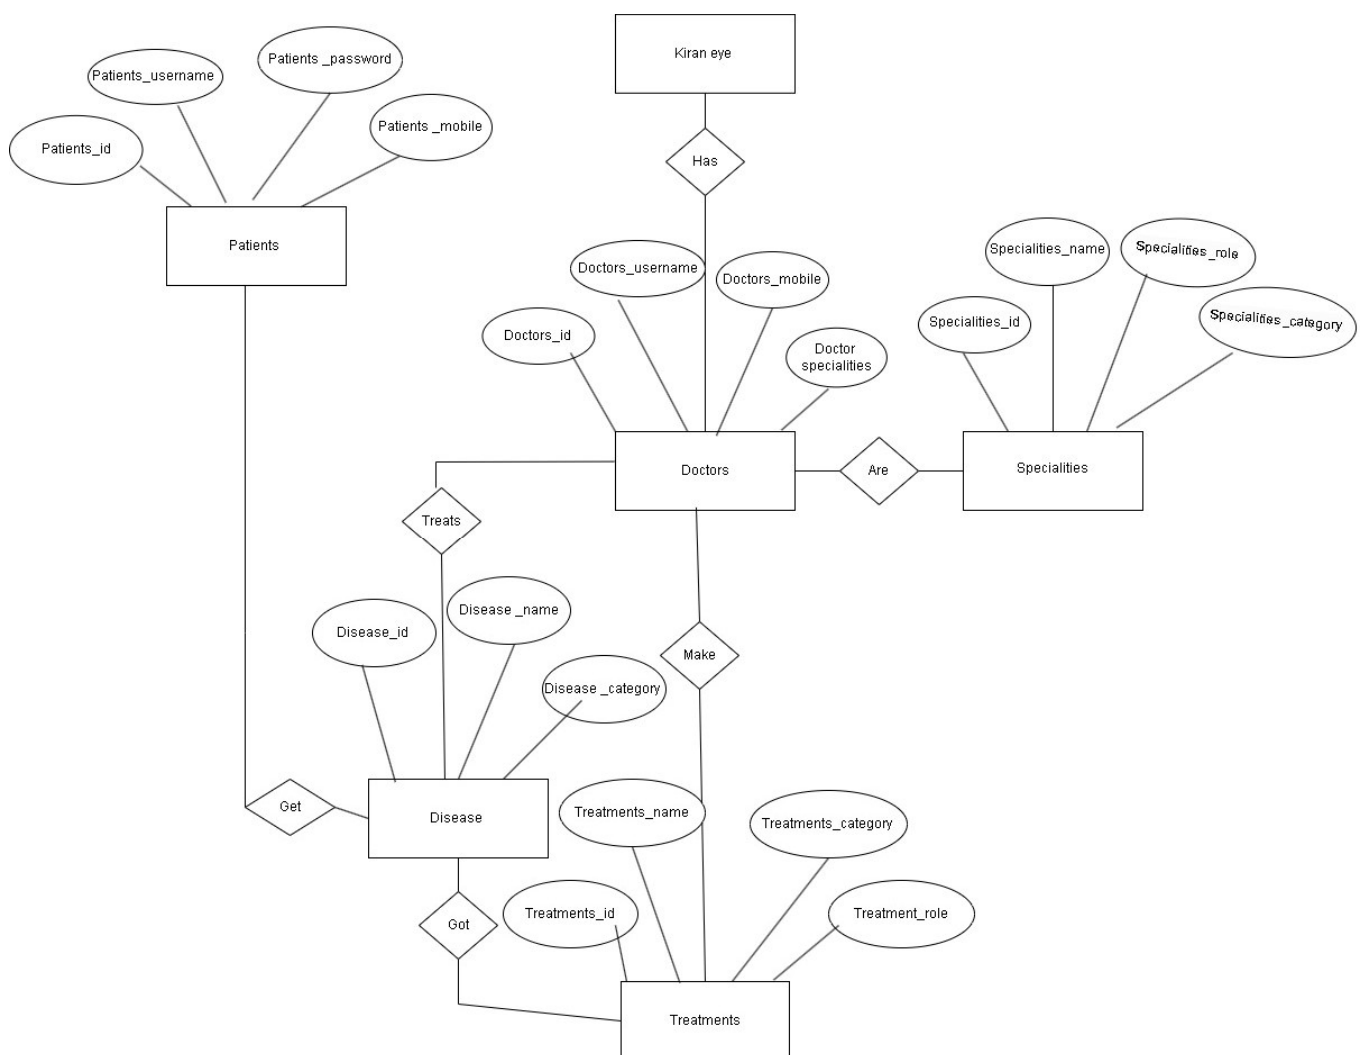 Kiran eye
Patients_username
Patients _password
Patients_id
Patients _mobile
Has
Patients
Doctors_username
Doctors_mobile
Specialities_name
Specialities_role
Doctors_id
Doctor
specialities
Specialities_id
Specialities_category
Doctors
Are
Specialities
Treats
Disease_id
Disease _name
Make
Disease _category
Get
Disease
Treatments_name
Treatments_category
Got
Treatments_id
Treatment_role
Treatments